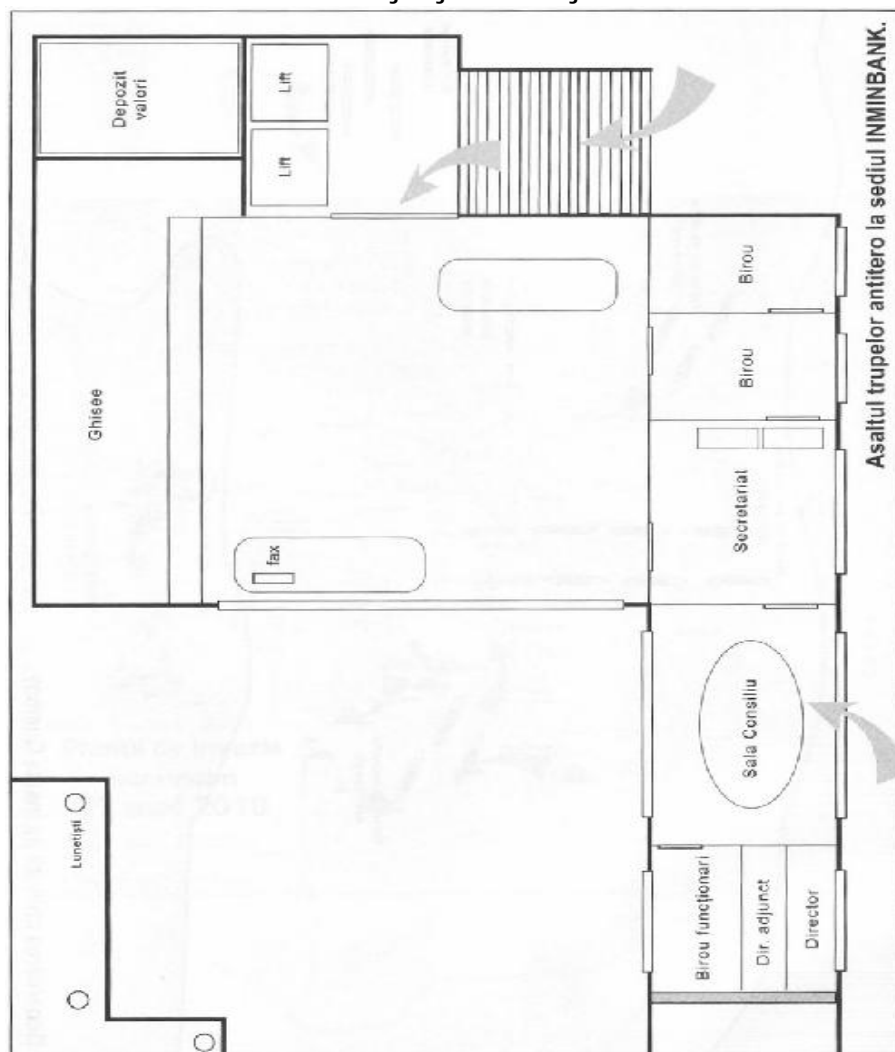 Depozit
valori
Lift
Lift
Ghisee
fax
Birou
Birou
Secretariat
Sala Consiliu
Birou funcționari
Dir. adjunct
Director
Lunetiști
Asaltul trupelor antitero la sediul INMINBANK.